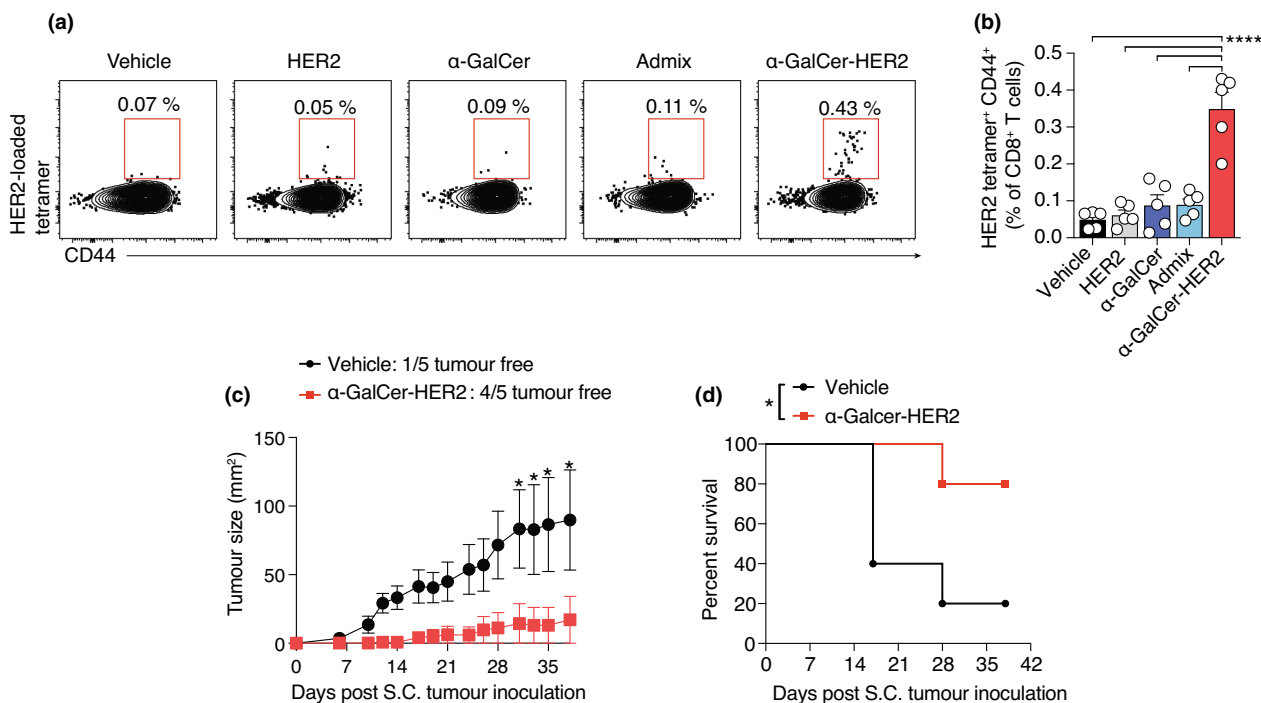 (a)
Vehicle
HER2
α-GalCer
Admix
α-GalCer-HER2
0.07 %
0.05 %
0.09 %
0.11 %
0.43 %
HER2-loaded
tetramer
CD44
(b)
****
HER2 tetramer⁺ CD44⁺
(% of CD8⁺ T cells)
0.5
0.4
0.3
0.2
0.1
0.0
Vehicle
HER2
α-GalCer
Admix
α-GalCer-HER2
(c)
Vehicle: 1/5 tumour free
α-GalCer-HER2 : 4/5 tumour free
Tumour size (mm²)
150
100
50
0
* * * *
0 7 14 21 28 35
Days post S.C. tumour inoculation
(d)
*
Vehicle
α-Galcer-HER2
Percent survival
100
80
60
40
20
0
0 7 14 21 28 35 42
Days post S.C. tumour inoculation